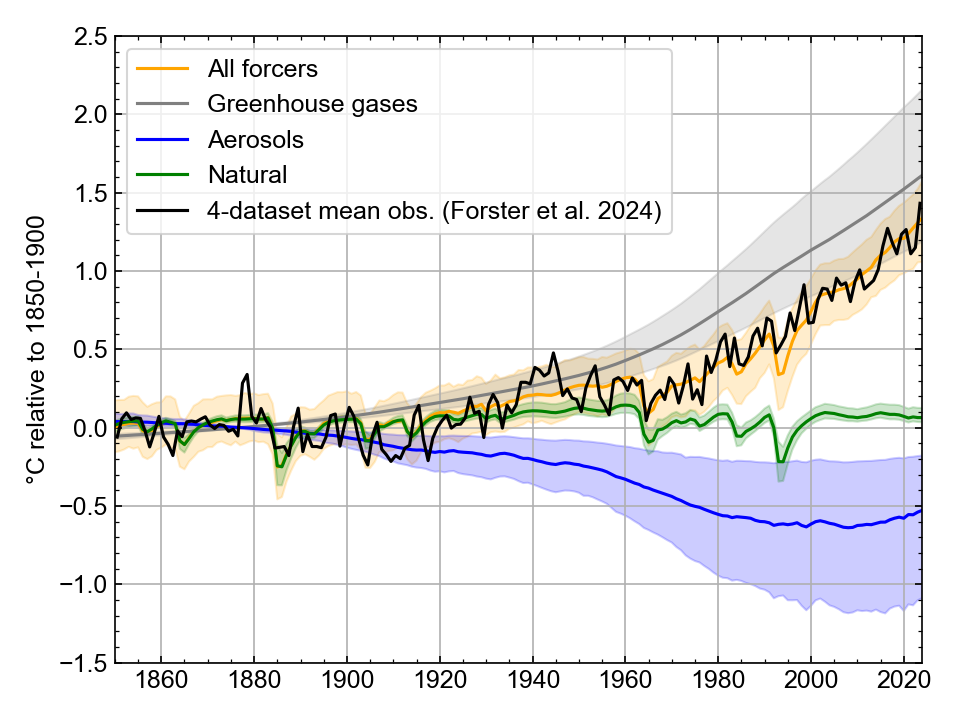 2.5
2.0
1.5
1.0
0.5
0.0
−0.5
−1.0
−1.5
°C relative to 1850-1900
All forcers
Greenhouse gases
Aerosols
Natural
4-dataset mean obs. (Forster et al. 2024)
1860 1880 1900 1920 1940 1960 1980 2000 2020